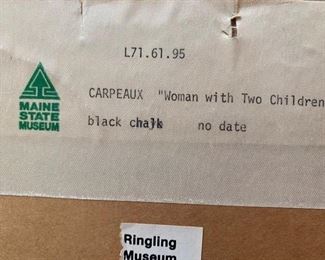 L71.61.95
MAINE
STATE
MUSEUM
CARPEAUX "Woman with Two Children
black chalk no date
Ringling
Museum